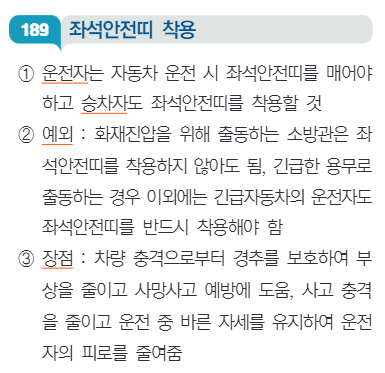 189 좌석안전띠 착용
① 운전자는 자동차 운전 시 좌석안전띠를 매어야
하고 승차자도 좌석안전띠를 착용할 것
② 예외 : 화재진압을 위해 출동하는 소방관은 좌
석안전띠를 착용하지 않아도 됨, 긴급한 용무로
출동하는 경우 이외에는 긴급자동차의 운전자도
좌석안전띠를 반드시 착용해야 함
③ 장점 : 차량 충격으로부터 경추를 보호하여 부
상을 줄이고 사망사고 예방에 도움, 사고 충격
을 줄이고 운전 중 바른 자세를 유지하여 운전
자의 피로를 줄여줌